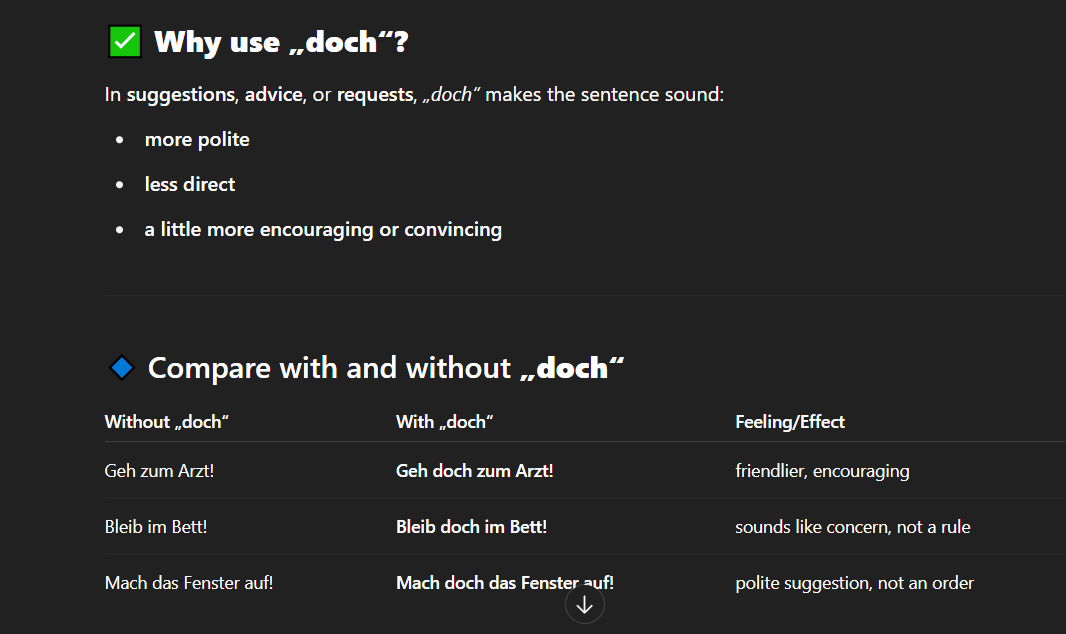 Why use „doch“?
In suggestions, advice, or requests, „doch“ makes the sentence sound:
• more polite
• less direct
• a little more encouraging or convincing
Compare with and without „doch“
Without „doch“ With „doch“ Feeling/Effect
Geh zum Arzt! Geh doch zum Arzt! friendlier, encouraging
Bleib im Bett! Bleib doch im Bett! sounds like concern, not a rule
Mach das Fenster auf! Mach doch das Fenster auf! polite suggestion, not an order